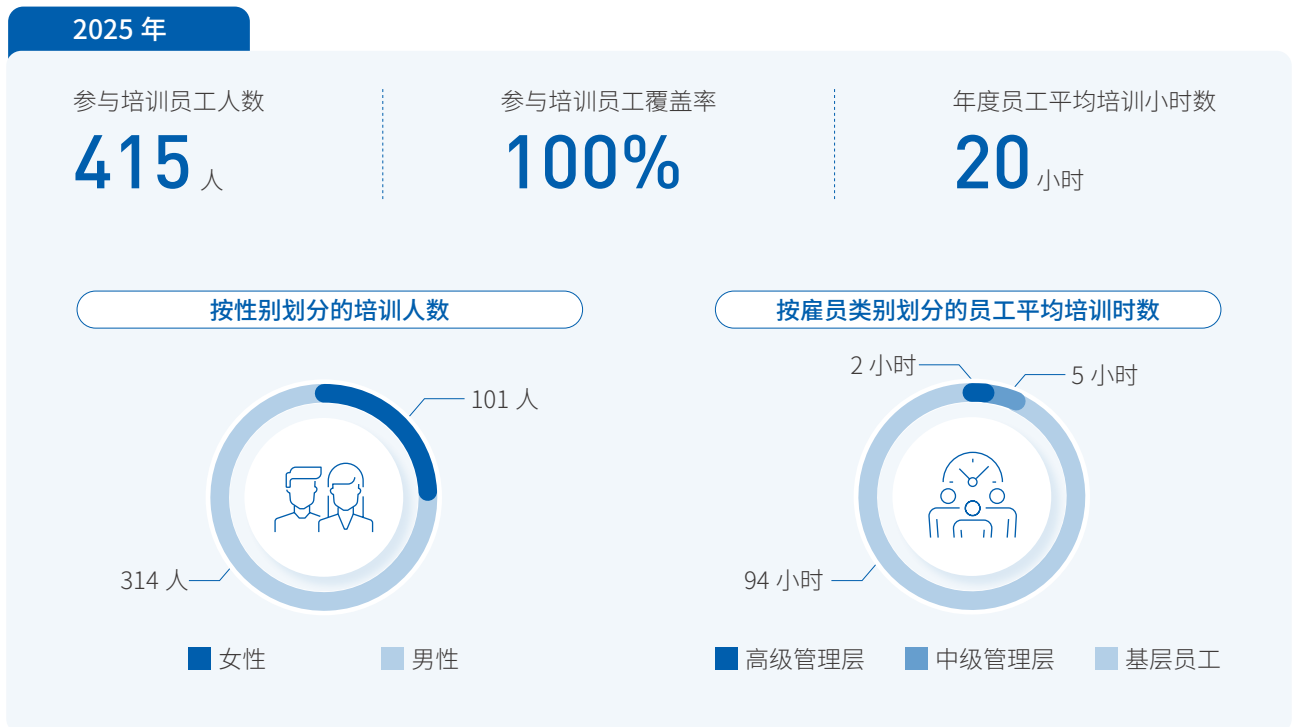 2025 年
参与培训员工人数
415 人
参与培训员工覆盖率
100%
年度员工平均培训小时数
20 小时
按性别划分的培训人数
101 人
314 人
女性
男性
按雇员类别划分的员工平均培训时数
2 小时
5 小时
94 小时
高级管理层
中级管理层
基层员工